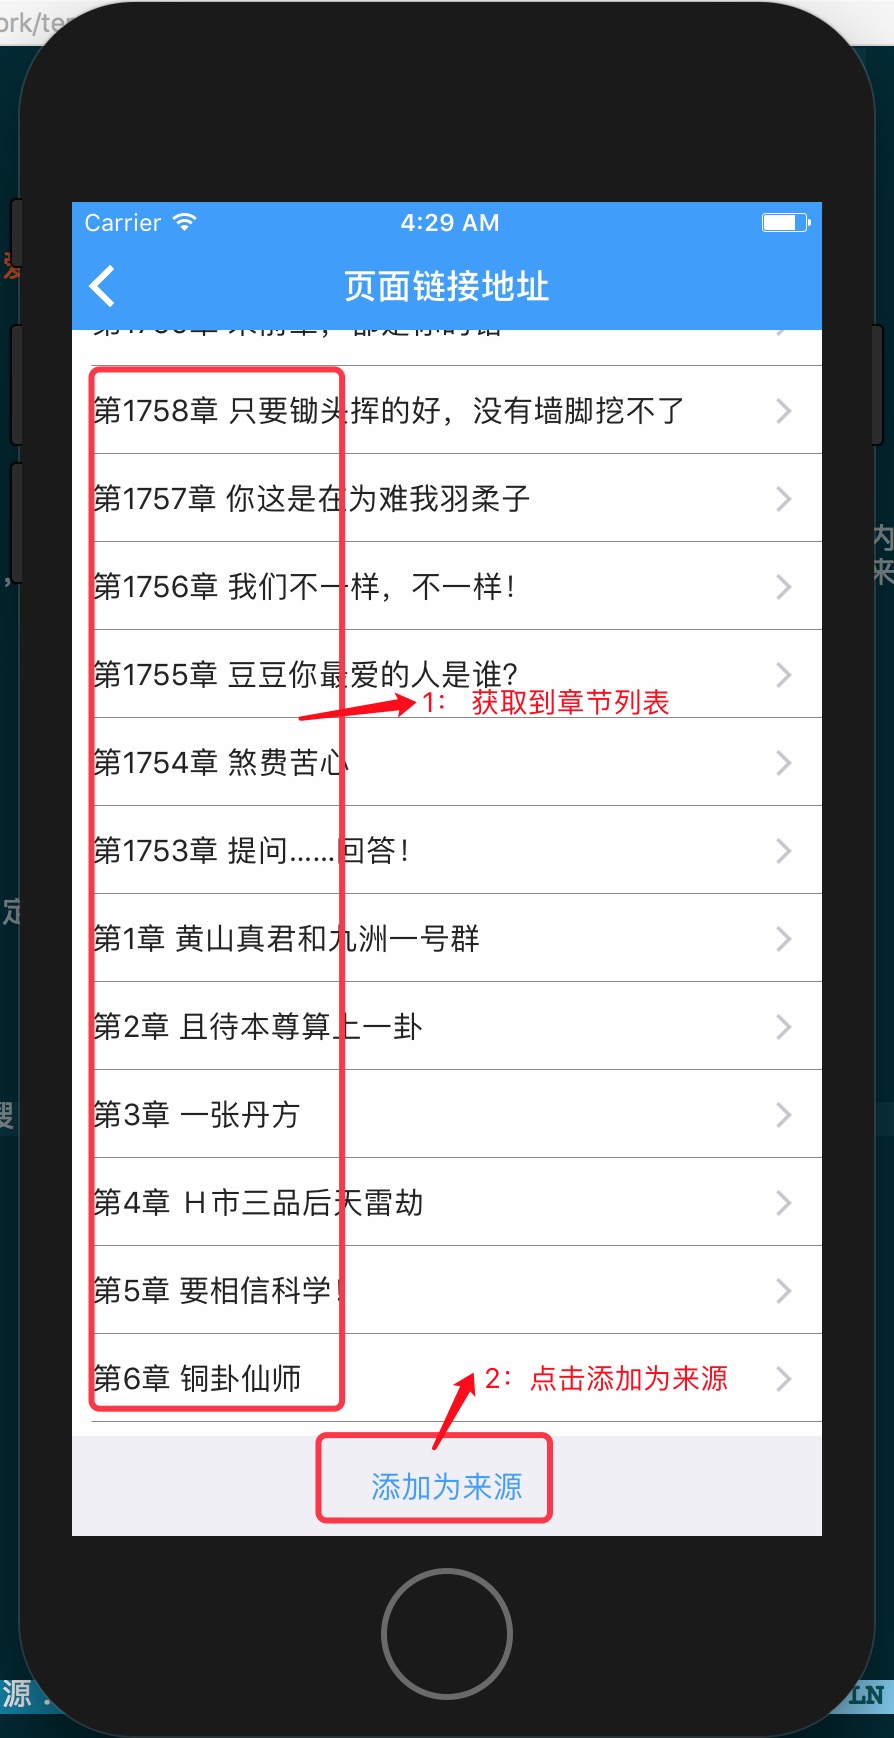 ork/te
Carrier
4:29 AM
页面链接地址
第1758章 只要锄头挥的好，没有墙脚挖不了
第1757章 你这是在为难我羽柔子
第1756章 我们不一样，不一样！
第1755章 豆豆你最爱的人是谁?
1： 获取到章节列表
第1754章 煞费苦心
第1753章 提问……回答！
第1章 黄山真君和九洲一号群
第2章 且待本尊算上一卦
第3章 一张丹方
第4章 Ｈ市三品后天雷劫
第5章 要相信科学！
第6章 铜卦仙师
2：点击添加为来源
添加为来源
内
来
定
源
LN